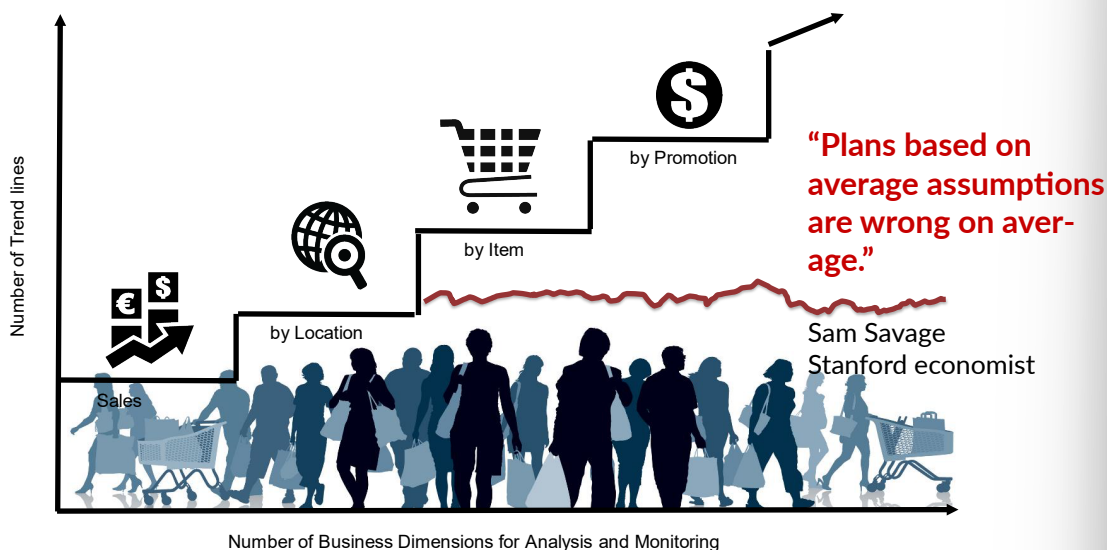 Number of Trend lines
€
$
Sales
by Location
by Item
$
by Promotion
“Plans based on
average assumptions
are wrong on aver-
age.”
Sam Savage
Stanford economist
Number of Business Dimensions for Analysis and Monitoring